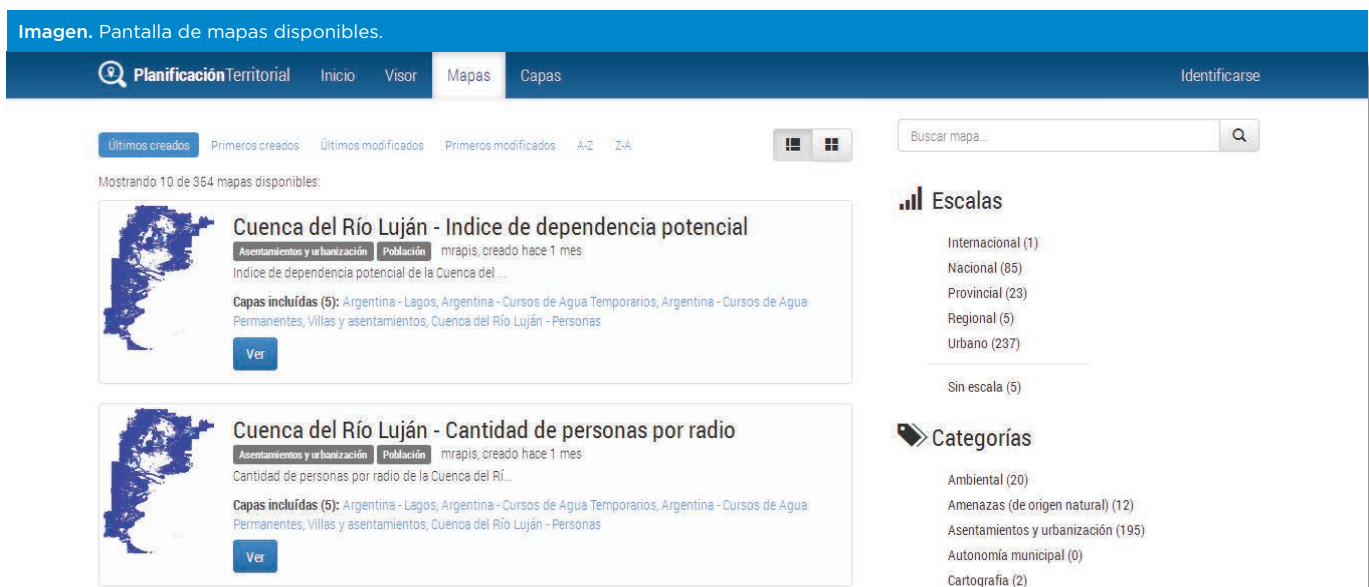 Imagen. Pantalla de mapas disponibles.
PlanificaciónTerritorial Inicio Visor Mapas Capas Identificarse
Últimos creados Primeros creados Últimos modificados Primeros modificados A-Z Z-A
Mostrando 10 de 364 mapas disponibles:
Cuenca del Río Luján - Indice de dependencia potencial
Asentamientos y urbanización Población mrapis, creado hace 1 mes
Indice de dependencia potencial de la Cuenca del ...
Capas incluídas (5): Argentina - Lagos, Argentina - Cursos de Agua Temporarios, Argentina - Cursos de Agua
Permanentes, Villas y asentamientos, Cuenca del Río Luján - Personas
Ver
Cuenca del Río Luján - Cantidad de personas por radio
Asentamientos y urbanización Población mrapis, creado hace 1 mes
Cantidad de personas por radio de la Cuenca del Rí...
Capas incluídas (5): Argentina - Lagos, Argentina - Cursos de Agua Temporarios, Argentina - Cursos de Agua
Permanentes, Villas y asentamientos, Cuenca del Río Luján - Personas
Ver
Buscar mapa...
Escalas
Internacional (1)
Nacional (85)
Provincial (23)
Regional (5)
Urbano (237)
Sin escala (5)
Categorías
Ambiental (20)
Amenazas (de origen natural) (12)
Asentamientos y urbanización (195)
Autonomía municipal (0)
Cartografia (2)